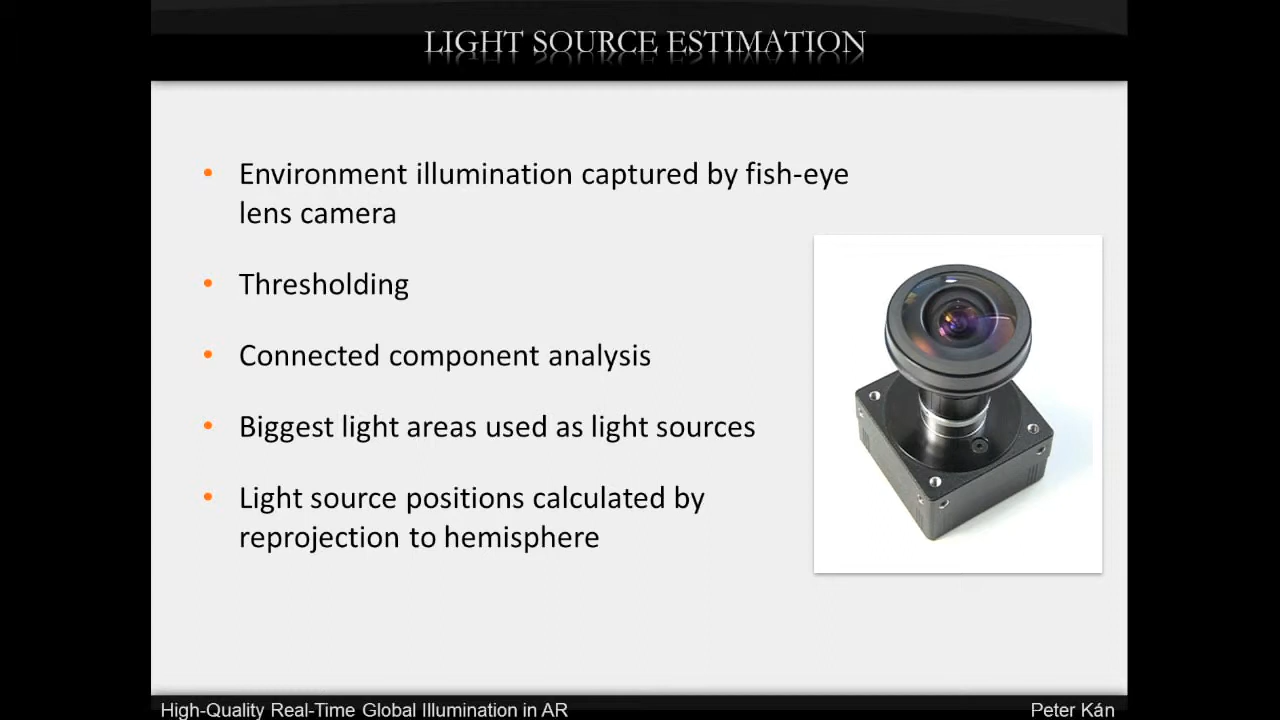 LIGHT SOURCE ESTIMATION
• Environment illumination captured by fish-eye
lens camera
• Thresholding
• Connected component analysis
• Biggest light areas used as light sources
• Light source positions calculated by
reprojection to hemisphere
High-Quality Real-Time Global Illumination in AR
Peter Kán